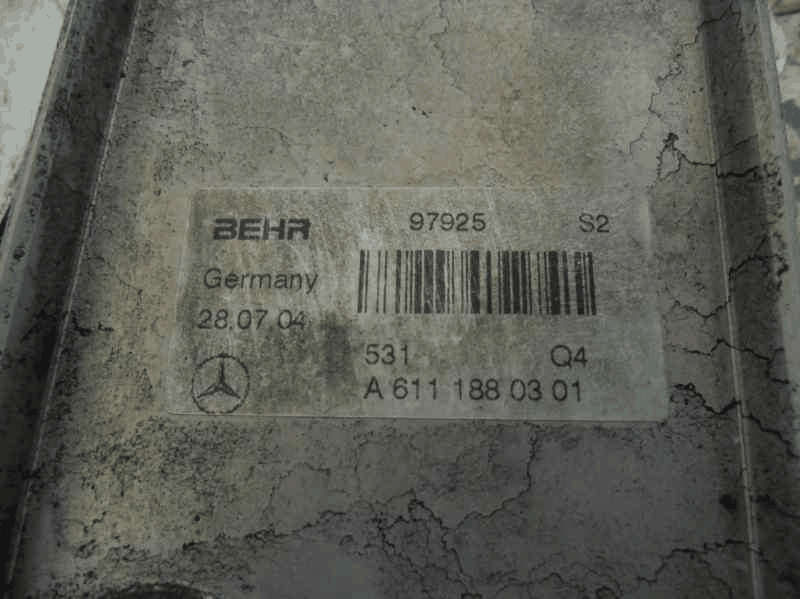 BEHR 97925 S2
Germany
28.07.04
531 Q4
A 611 188 03 01